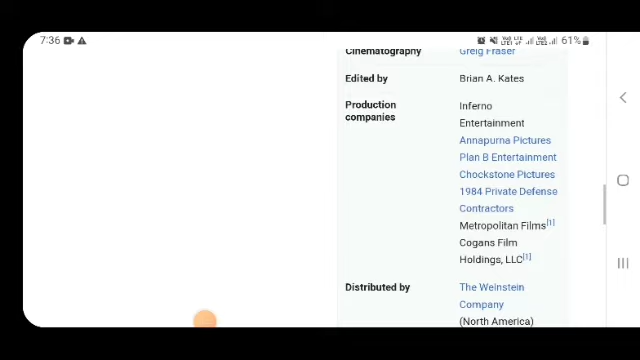 7:36
61%
Cinematography Greig Fraser
Edited by Brian A. Kates
Production companies Inferno
Entertainment
Annapurna Pictures
Plan B Entertainment
Chockstone Pictures
1984 Private Defense
Contractors
Metropolitan Films[1]
Cogans Film
Holdings, LLC[1]
Distributed by The Weinstein
Company
(North America)